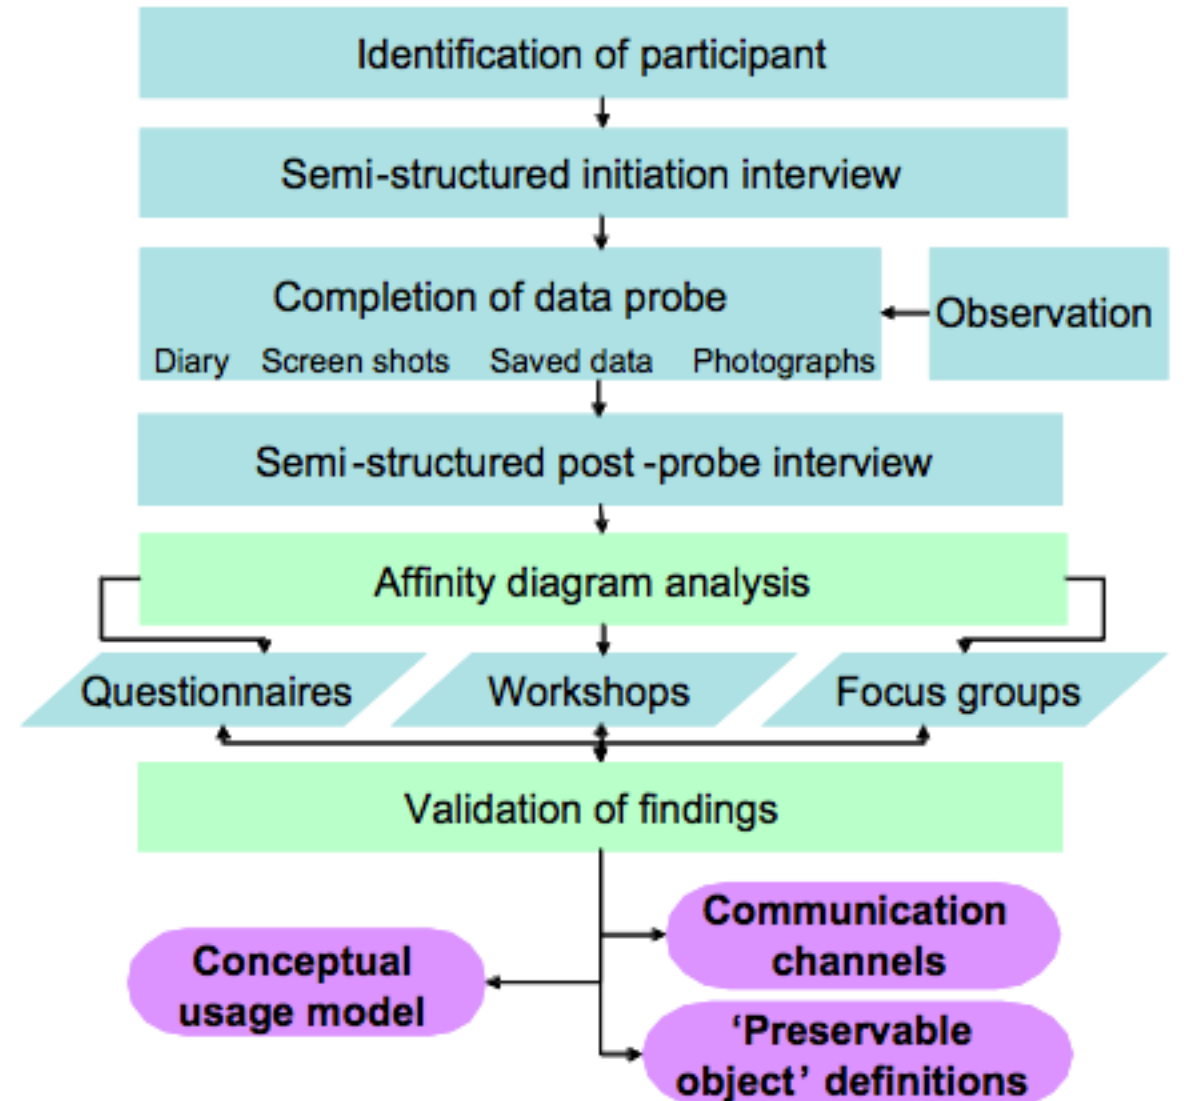 Identification of participant
Semi-structured initiation interview
Completion of data probe
Diary Screen shots Saved data Photographs
Observation
Semi-structured post-probe interview
Affinity diagram analysis
Questionnaires
Workshops
Focus groups
Validation of findings
Communication
channels
Conceptual
usage model
‘Preservable
object’ definitions